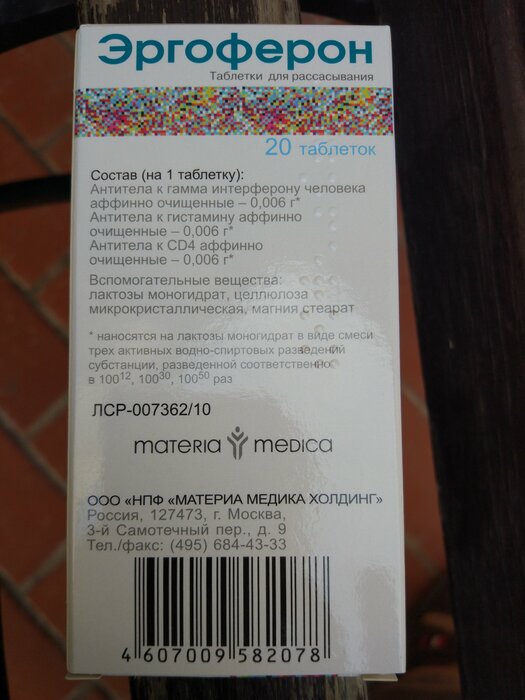 Эргоферон
Таблетки для рассасывания
20 таблеток
Состав (на 1 таблетку):
Антитела к гамма интерферону человека
аффинно очищенные – 0,006 г*
Антитела к гистамину аффинно
очищенные – 0,006 г*
Антитела к CD4 аффинно
очищенные – 0,006 г*
Вспомогательные вещества:
лактозы моногидрат, целлюлоза
микрокристаллическая, магния стеарат
* наносятся на лактозы моногидрат в виде смеси
трех активных водно-спиртовых разведений
субстанции, разведенной соответственно
в 100¹², 100³⁰, 100⁵⁰ раз
ЛСР-007362/10
materia medica
ООО «НПФ «МАТЕРИА МЕДИКА ХОЛДИНГ»
Россия, 127473, г. Москва,
3-й Самотечный пер., д. 9
Тел./факс: (495) 684-43-33
4 607009 582078